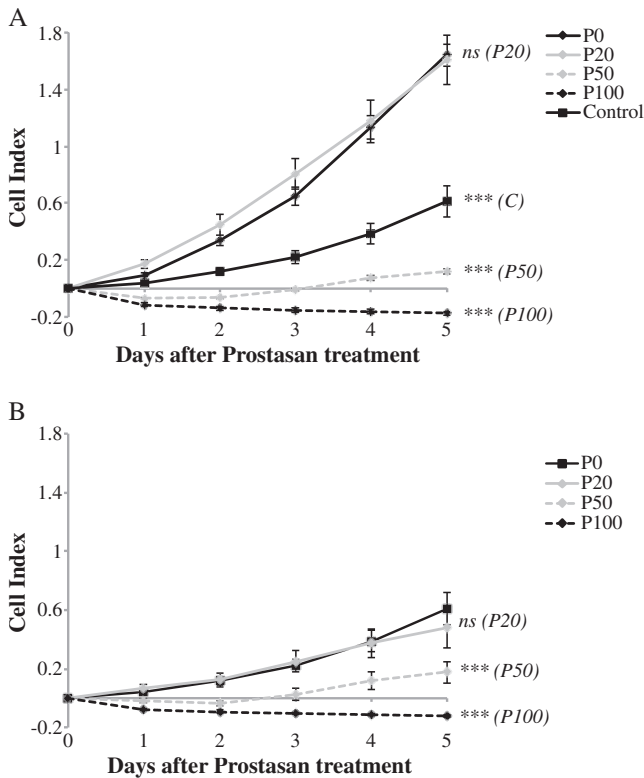 A
1.8
1.4
1
0.6
0.2
-0.2
Cell Index
0 1 2 3 4 5
Days after Prostasan treatment
ns (P20)
*** (C)
*** (P50)
*** (P100)
P0
P20
P50
P100
Control
B
1.8
1.4
1
0.6
0.2
-0.2
Cell Index
0 1 2 3 4 5
Days after Prostasan treatment
ns (P20)
*** (P50)
*** (P100)
P0
P20
P50
P100